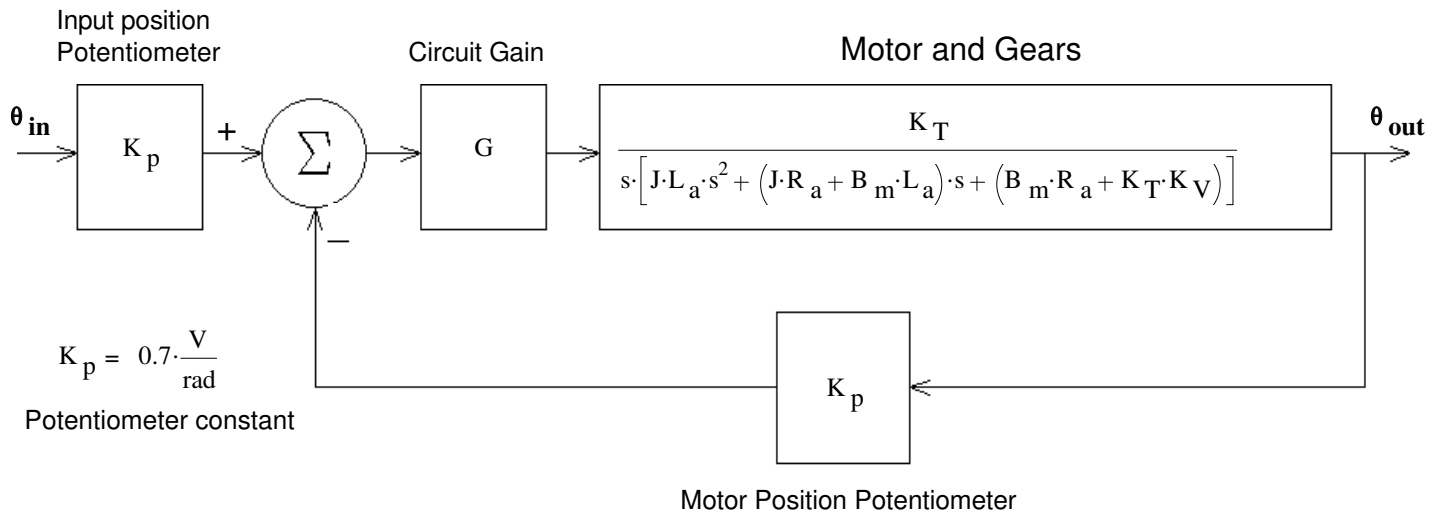 Input position
Potentiometer
Circuit Gain
Motor and Gears
θ in
K p
+
Σ
G
K T
s·[J·L a·s² + (J·R a + B m·L a)·s + (B m·R a + K T·K V)]
θ out
−
K p = 0.7· V
rad
Potentiometer constant
K p
Motor Position Potentiometer